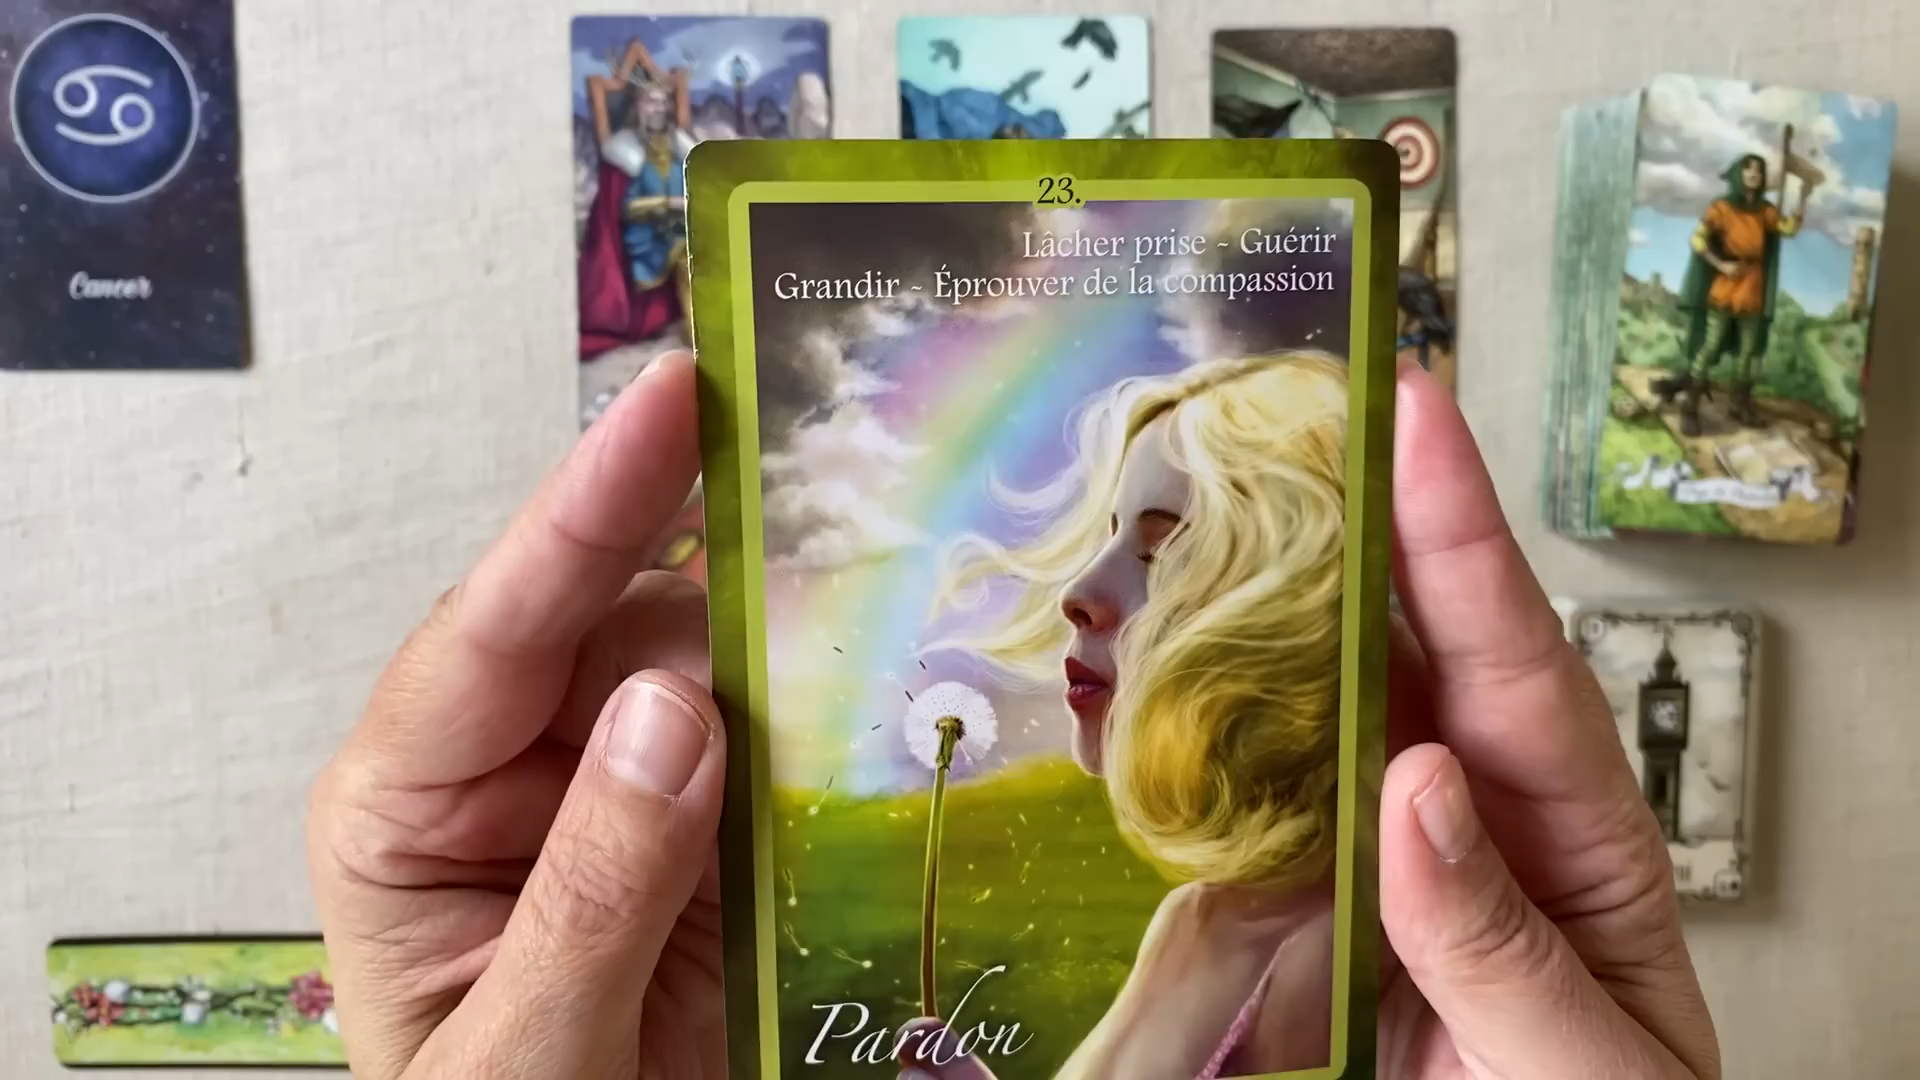 Cancer
23.
Lâcher prise ~ Guérir
Grandir ~ Éprouver de la compassion
Pardon